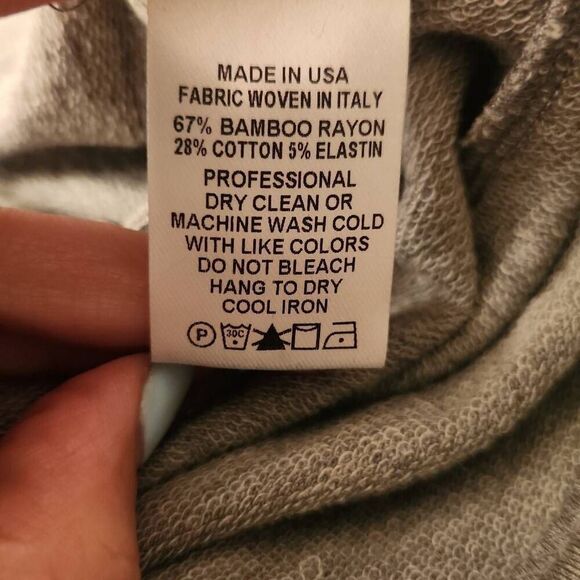 MADE IN USA
FABRIC WOVEN IN ITALY
67% BAMBOO RAYON
28% COTTON 5% ELASTIN
PROFESSIONAL
DRY CLEAN OR
MACHINE WASH COLD
WITH LIKE COLORS
DO NOT BLEACH
HANG TO DRY
COOL IRON
P 30C